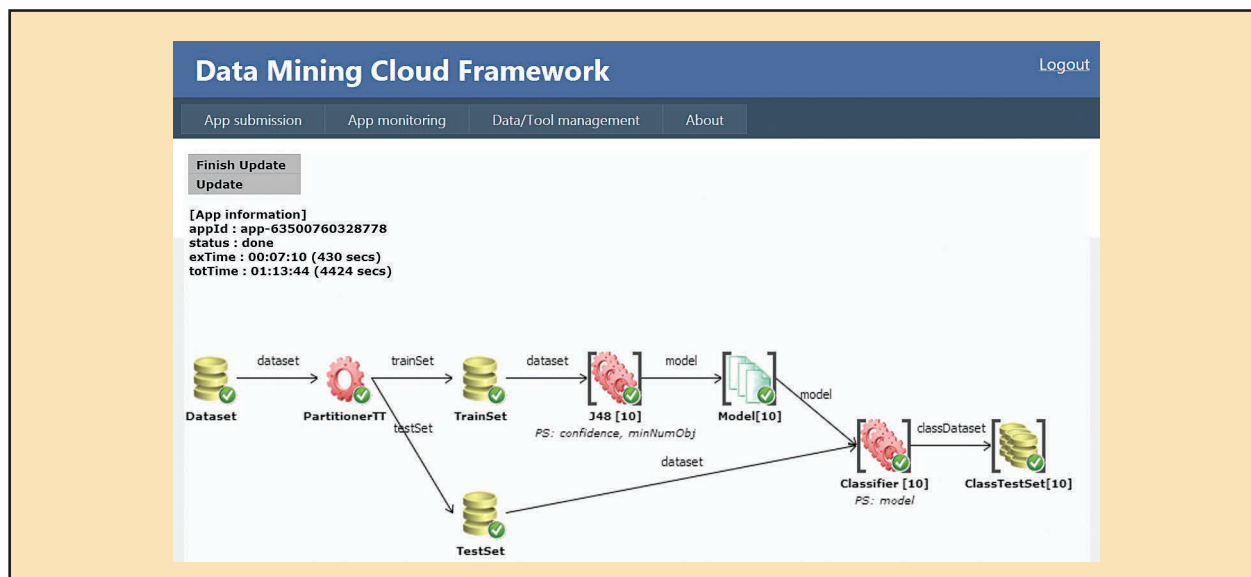 Data Mining Cloud Framework
Logout
App submission
App monitoring
Data/Tool management
About
Finish Update
Update
[App information]
appId : app-63500760328778
status : done
exTime : 00:07:10 (430 secs)
totTime : 01:13:44 (4424 secs)
dataset
trainSet
dataset
model
Dataset
PartitionerTT
TrainSet
J48 [10]
Model[10]
PS: confidence, minNumObj
model
testSet
classDataset
dataset
Classifier [10]
ClassTestSet[10]
PS: model
TestSet